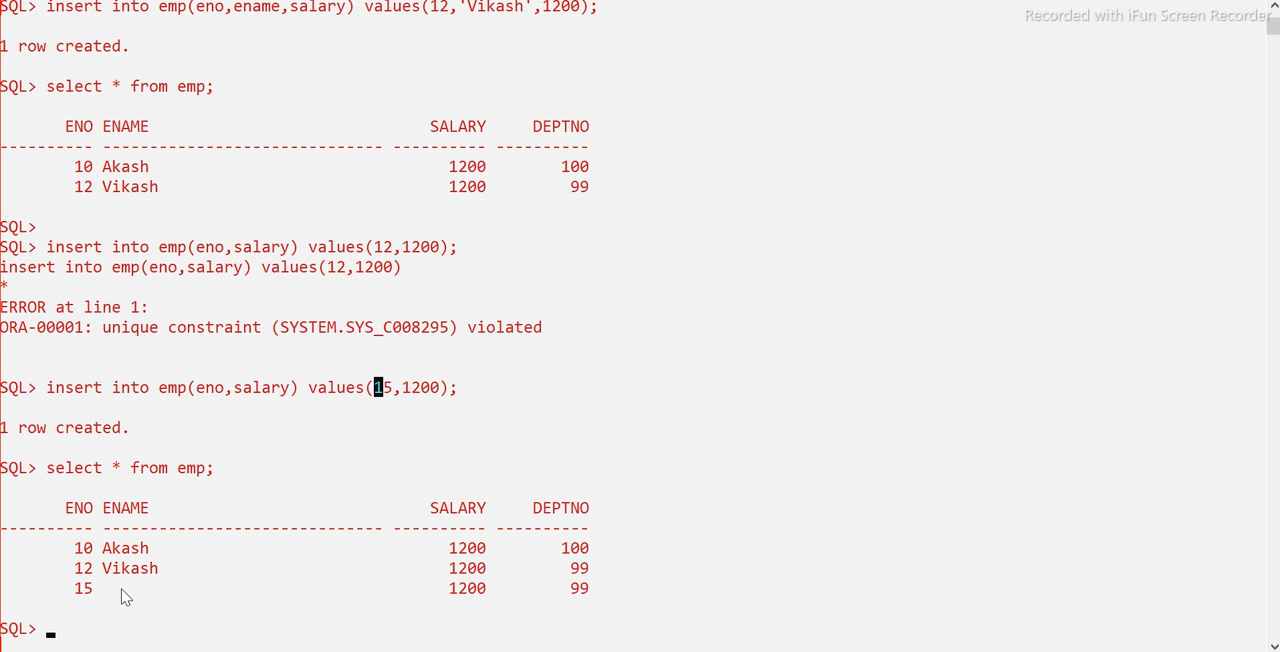 SQL> insert into emp(eno,ename,salary) values(12,'Vikash',1200);
Recorded with iFun Screen Recorder
1 row created.
SQL> select * from emp;
ENO ENAME SALARY DEPTNO
---------- ------------------------------ ---------- ----------
10 Akash 1200 100
12 Vikash 1200 99
SQL>
SQL> insert into emp(eno,salary) values(12,1200);
insert into emp(eno,salary) values(12,1200)
*
ERROR at line 1:
ORA-00001: unique constraint (SYSTEM.SYS_C008295) violated
SQL> insert into emp(eno,salary) values(15,1200);
1 row created.
SQL> select * from emp;
ENO ENAME SALARY DEPTNO
---------- ------------------------------ ---------- ----------
10 Akash 1200 100
12 Vikash 1200 99
15 1200 99
SQL>